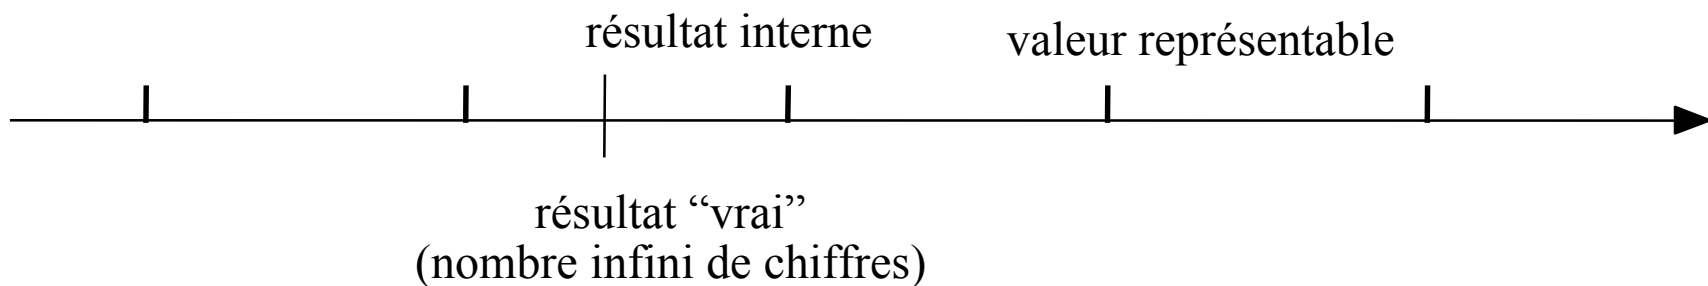 résultat interne
valeur représentable
résultat “vrai”
(nombre infini de chiffres)